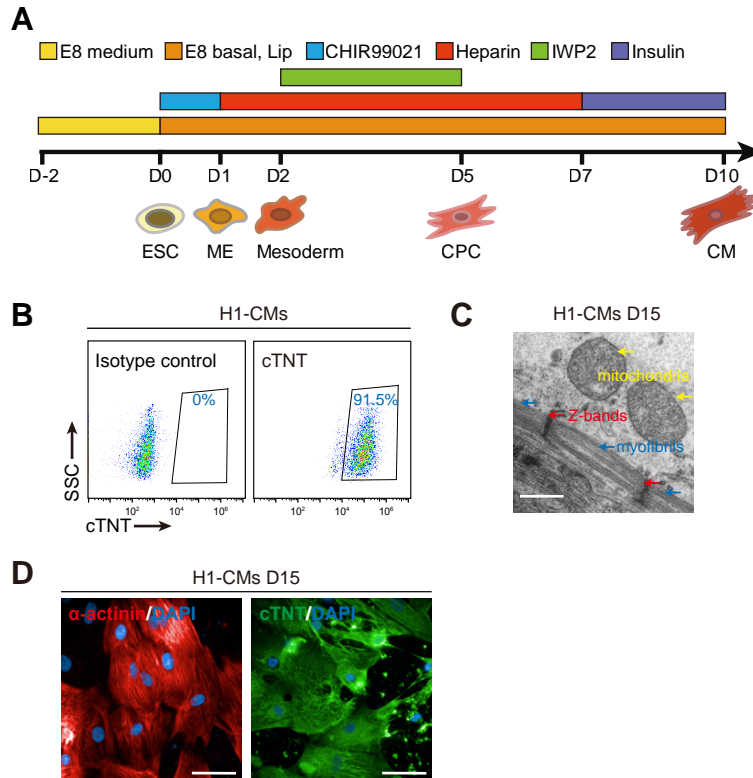 A
E8 medium E8 basal, Lip CHIR99021 Heparin IWP2 Insulin
D-2 D0 D1 D2 D5 D7 D10
ESC ME Mesoderm CPC CM
B
H1-CMs
Isotype control cTNT
0% 91.5%
SSC
10⁰ 10² 10⁴ 10⁶ 10⁰ 10² 10⁴ 10⁶
cTNT
C
H1-CMs D15
mitochondria
Z-bands
myofibrils
D
H1-CMs D15
α-actinin/DAPI cTNT/DAPI